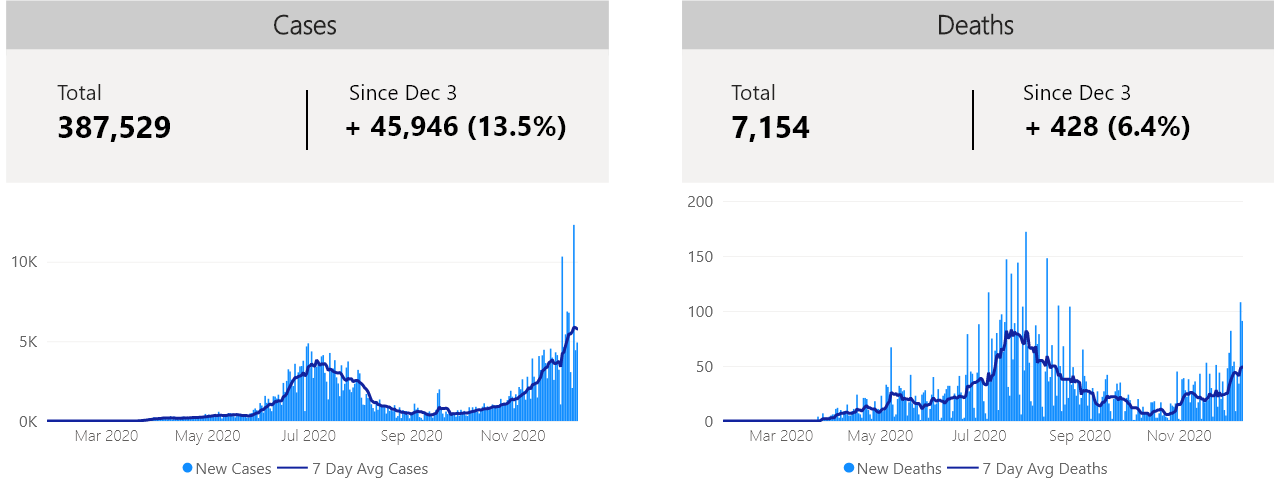 Cases
Total
Since Dec 3
387,529
+ 45,946 (13.5%)
10K
5K
0K
Mar 2020
May 2020
Jul 2020
Sep 2020
Nov 2020
New Cases
7 Day Avg Cases
Deaths
Total
Since Dec 3
7,154
+ 428 (6.4%)
200
150
100
50
0
Mar 2020
May 2020
Jul 2020
Sep 2020
Nov 2020
New Deaths
7 Day Avg Deaths